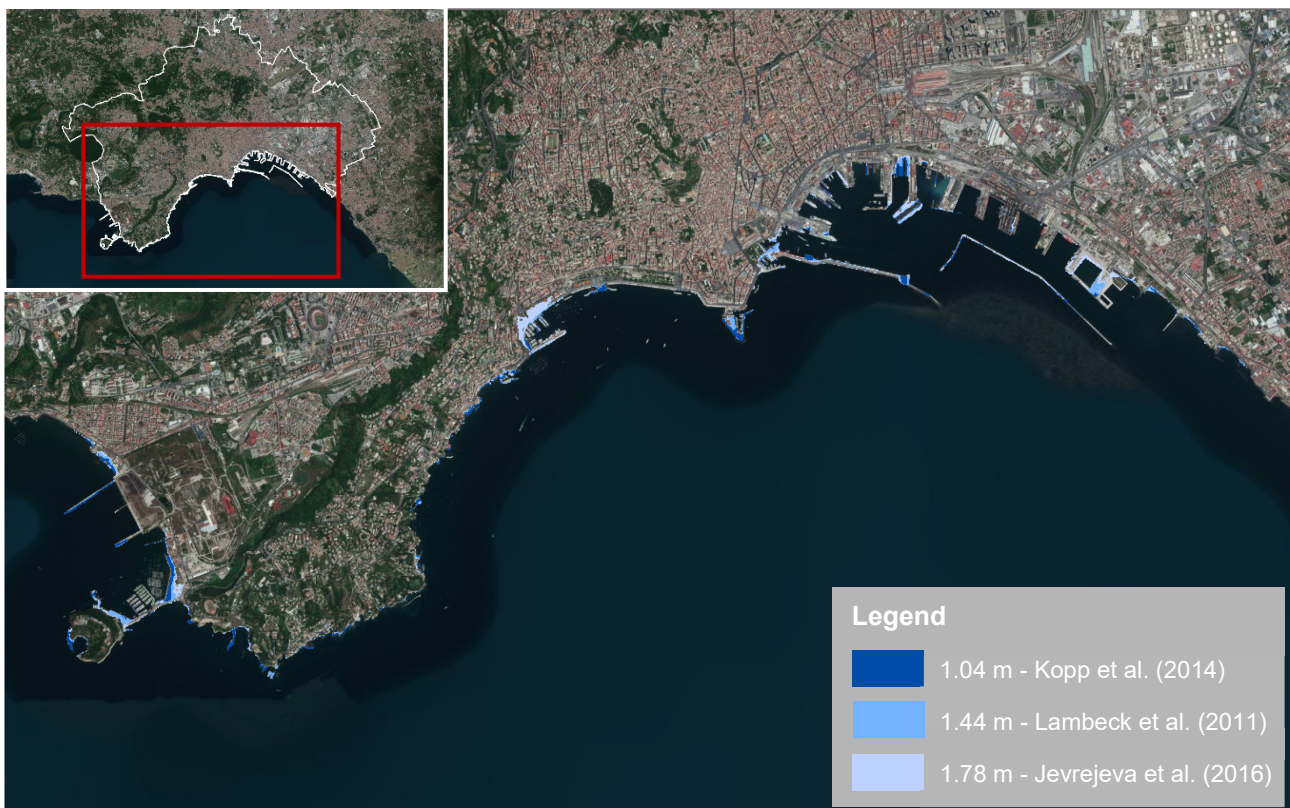 Legend
1.04 m - Kopp et al. (2014)
1.44 m - Lambeck et al. (2011)
1.78 m - Jevrejeva et al. (2016)